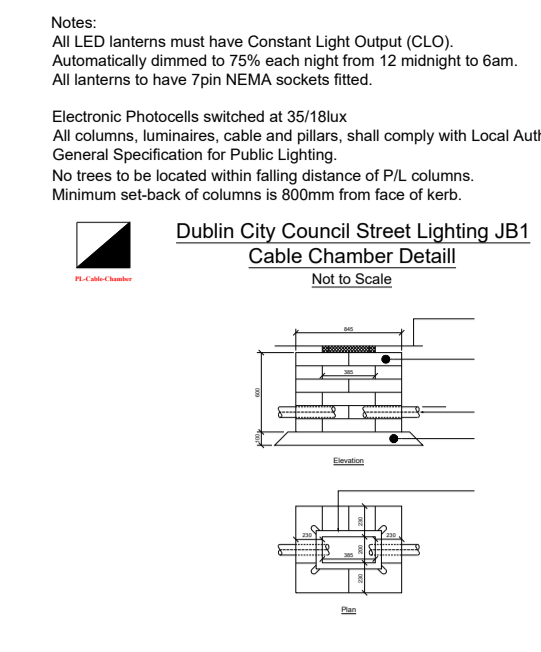 Notes:
All LED lanterns must have Constant Light Output (CLO).
Automatically dimmed to 75% each night from 12 midnight to 6am.
All lanterns to have 7pin NEMA sockets fitted.
Electronic Photocells switched at 35/18lux
All columns, luminaires, cable and pillars, shall comply with Local Auth
General Specification for Public Lighting.
No trees to be located within falling distance of P/L columns.
Minimum set-back of columns is 800mm from face of kerb.
PL-Cable-Chamber
Dublin City Council Street Lighting JB1
Cable Chamber Detaill
Not to Scale
845
385
600
100
Elevation
230
230
200
230
385
230
Plan